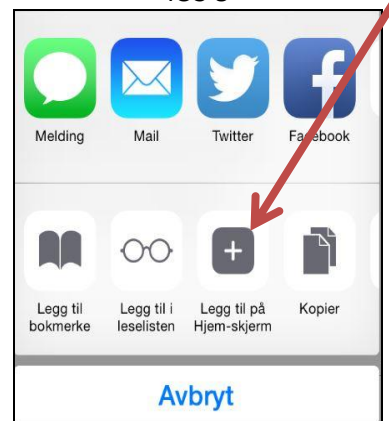 Melding Mail Twitter Facebook
Legg til Legg til i Legg til på Kopier
bokmerke leselisten Hjem-skjerm
Avbryt